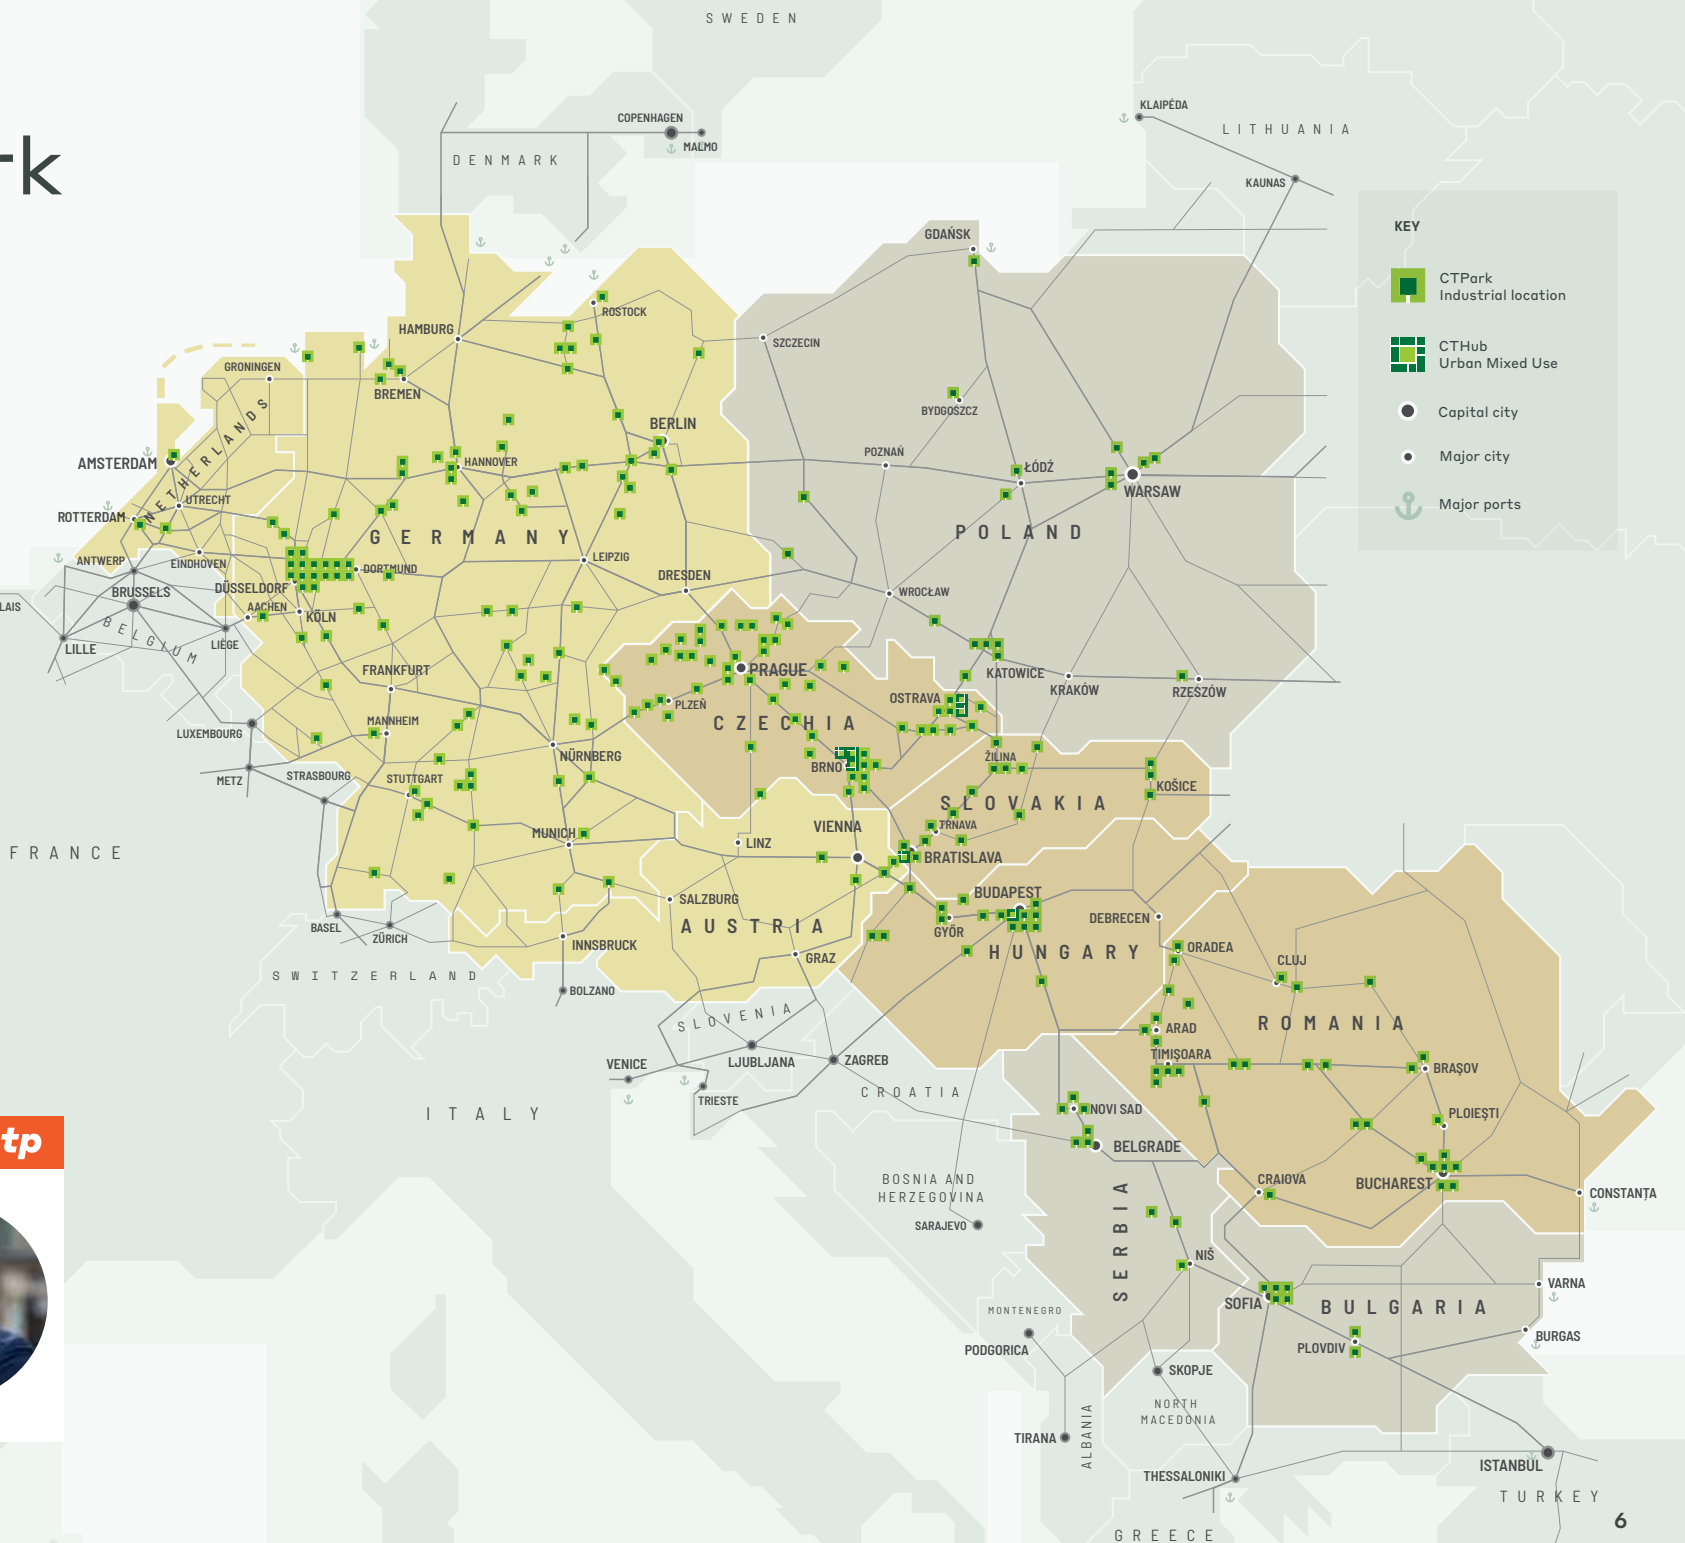 SWEDEN
KLAIPÉDA
COPENHAGEN
LITHUANIA
MALMO
DENMARK
rk
KAUNAS
KEY
GDAŃSK
CTPark
Industrial location
ROSTOCK
HAMBURG
SZCZECIN
CTHub
Urban Mixed Use
GRONINGEN
BREMEN
NETHERLANDS
BYDGOSZCZ
Capital city
BERLIN
POZNAŃ
Major city
AMSTERDAM
HANNOVER
ŁÓDŹ
WARSAW
UTRECHT
Major ports
ROTTERDAM
GERMANY
POLAND
ANTWERP
EINDHOVEN
LEIPZIG
DORTMUND
DRESDEN
BRUSSELS
DÜSSELDORF
WROCŁAW
LAIS
AACHEN
KÖLN
BELGIUM
LILLE
LIÈGE
FRANKFURT
PRAGUE
KATOWICE
KRAKÓW
RZESZÓW
OSTRAVA
PLZEŇ
CZECHIA
MANNHEIM
LUXEMBOURG
NÜRNBERG
ŽILINA
BRNO
METZ
STRASBOURG
STUTTGART
KOŠICE
SLOVAKIA
VIENNA
TRNAVA
MUNICH
LINZ
FRANCE
BRATISLAVA
SALZBURG
BUDAPEST
DEBRECEN
BASEL
ZÜRICH
AUSTRIA
GYŐR
INNSBRUCK
HUNGARY
ORADEA
GRAZ
CLUJ
SWITZERLAND
BOLZANO
SLOVENIA
ROMANIA
ARAD
VENICE
LJUBLJANA
ZAGREB
TIMIȘOARA
BRAȘOV
TRIESTE
CROATIA
NOVI SAD
PLOIEȘTI
ITALY
tp
BELGRADE
BOSNIA AND
HERZEGOVINA
CRAIOVA
BUCHAREST
CONSTANȚA
SARAJEVO
SERBIA
NIŠ
VARNA
SOFIA
BULGARIA
MONTENEGRO
BURGAS
PODGORICA
PLOVDIV
SKOPJE
NORTH
MACEDONIA
TIRANA
ALBANIA
ISTANBUL
THESSALONIKI
TURKEY
GREECE
6